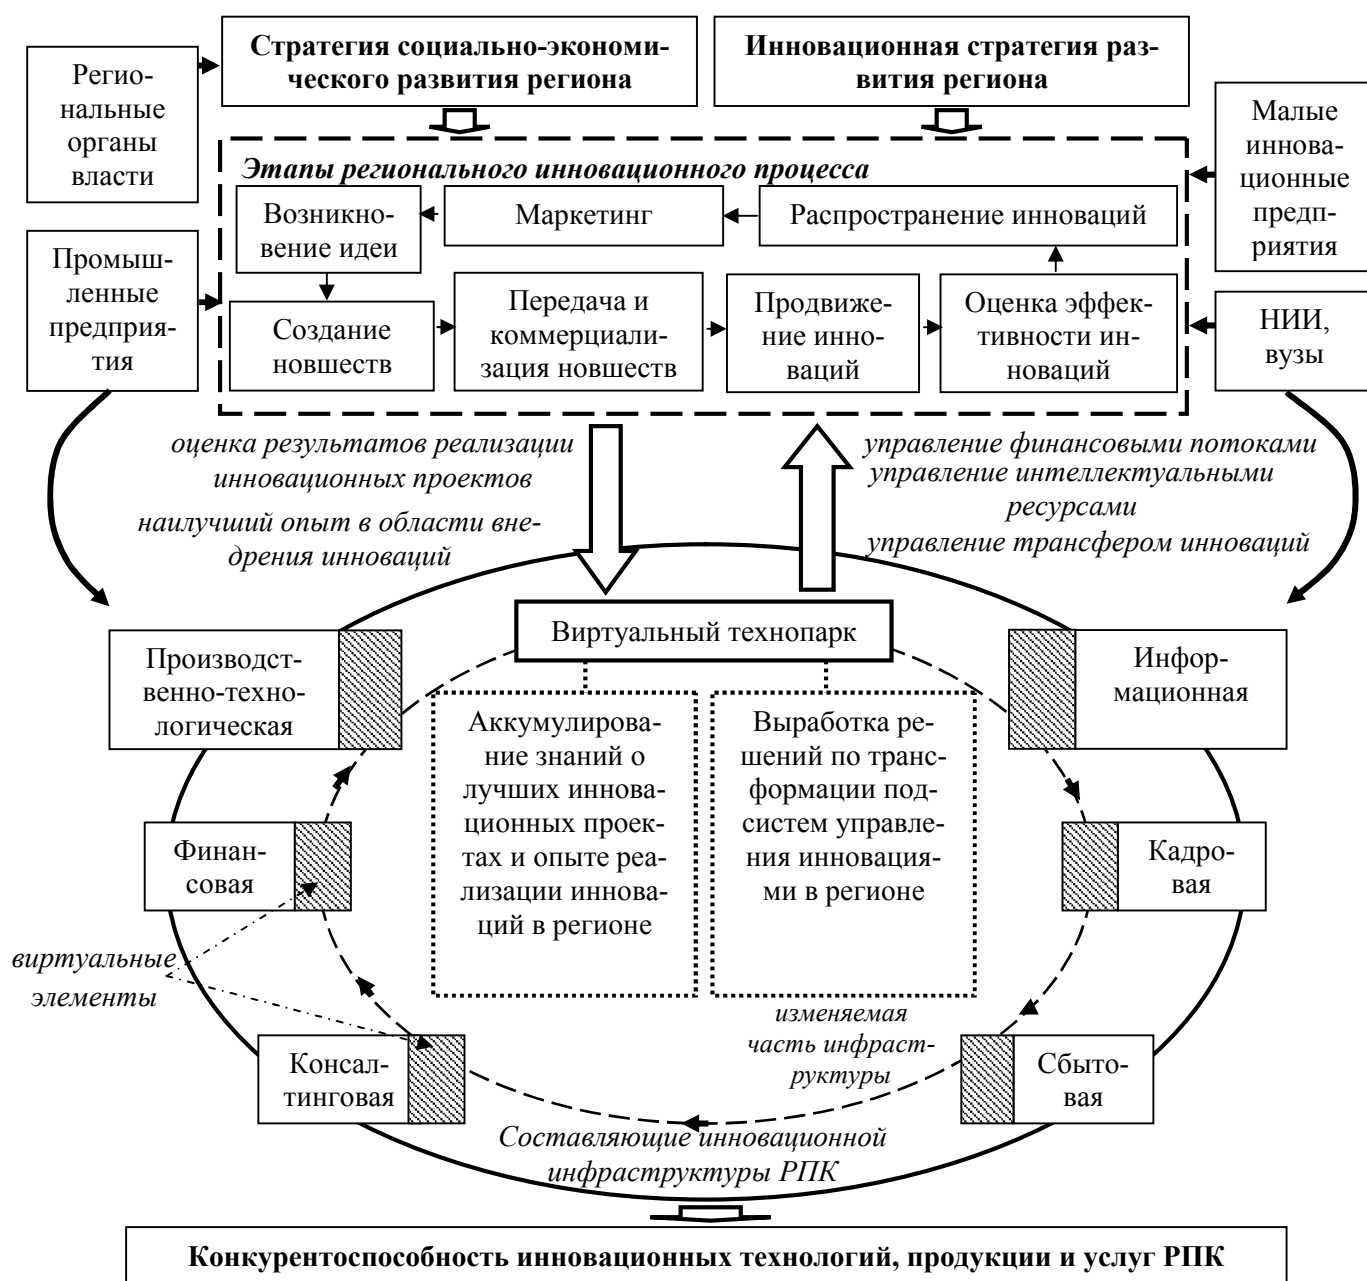 Стратегия социально-экономи-
ческого развития региона
Инновационная стратегия раз-
вития региона
Регио-
нальные
органы
власти
Малые
иннова-
ционные
предп-
риятия
Этапы регионального инновационного процесса
Возникно-
вение идеи
Маркетинг
Распространение инноваций
Промыш-
ленные
предприя-
тия
Создание
новшеств
Передача и
коммерциали-
зация новшеств
Продвиже-
ние инно-
ваций
Оценка эффек-
тивности ин-
новаций
НИИ,
вузы
оценка результатов реализации
инновационных проектов
наилучший опыт в области вне-
дрения инноваций
управление финансовыми потоками
управление интеллектуальными
ресурсами
управление трансфером инноваций
Виртуальный технопарк
Производст-
венно-техно-
логическая
Инфор-
мационная
Аккумулирова-
ние знаний о
лучших иннова-
ционных проек-
тах и опыте реа-
лизации иннова-
ций в регионе
Выработка ре-
шений по транс-
формации под-
систем управле-
ния инновация-
ми в регионе
Финан-
совая
Кадро-
вая
виртуальные
элементы
изменяемая
часть инфраст-
руктуры
Консал-
тинговая
Сбыто-
вая
Составляющие инновационной
инфраструктуры РПК
Конкурентоспособность инновационных технологий, продукции и услуг РПК